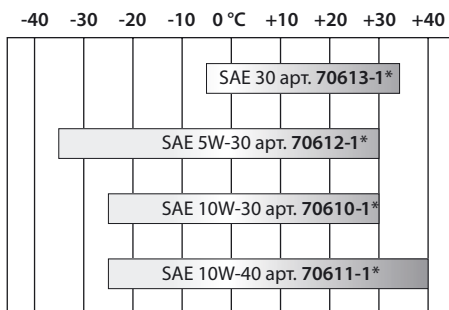 -40 -30 -20 -10 0 °C +10 +20 +30 +40
SAE 30 арт. 70613-1*
SAE 5W-30 арт. 70612-1*
SAE 10W-30 арт. 70610-1*
SAE 10W-40 арт. 70611-1*